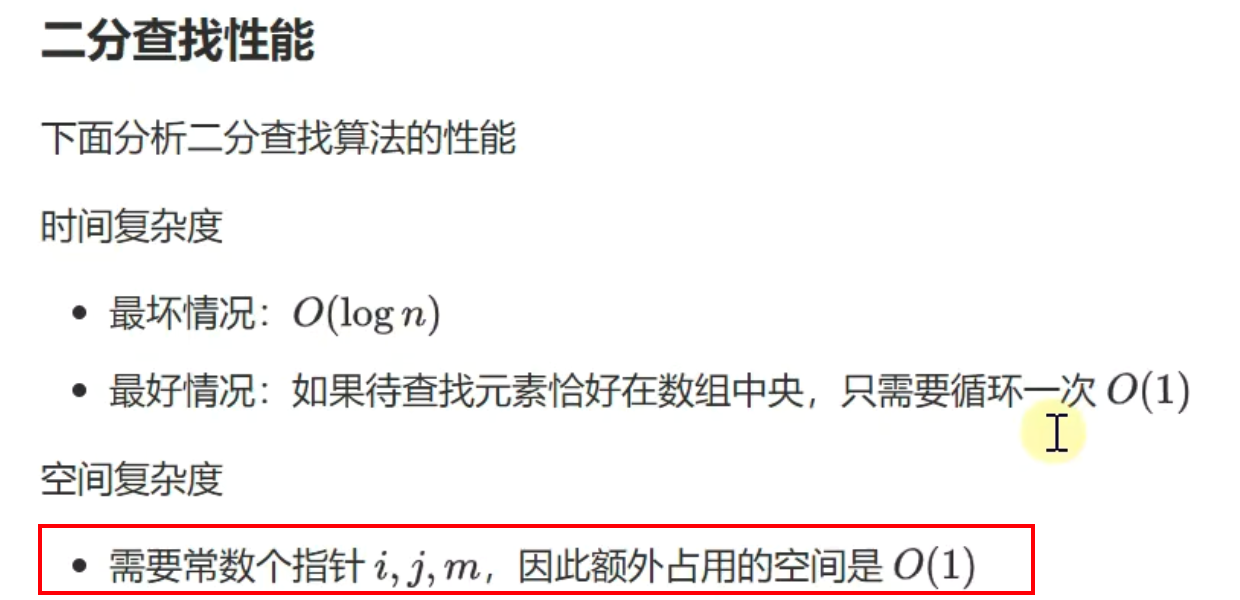 二分查找性能
下面分析二分查找算法的性能
时间复杂度
• 最坏情况：O(log n)
• 最好情况：如果待查找元素恰好在数组中央，只需要循环一次 O(1)
空间复杂度
• 需要常数个指针 i, j, m，因此额外占用的空间是 O(1)